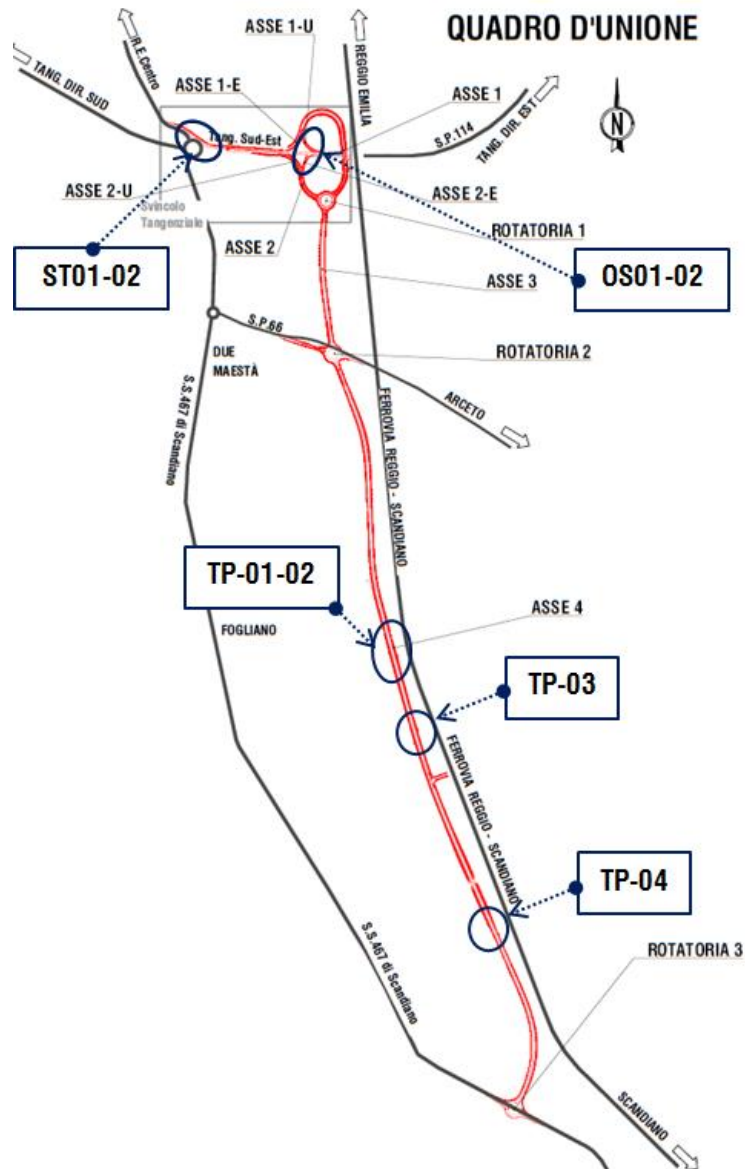 QUADRO D'UNIONE
ASSE 1-U
R.E.Centro
REGGIO EMILIA
TANG. DIR. SUD
ASSE 1-E
ASSE 1
TANG. DIR. EST
S.P.114
Tang. Sud-Est
N
ASSE 2-U
ASSE 2-E
Svincolo
Tangenziale
ROTATORIA 1
ASSE 2
ST01-02
OS01-02
ASSE 3
S.P.66
ROTATORIA 2
DUE
MAESTÀ
ARCETO
S.S.467 di Scandiano
FERROVIA REGGIO - SCANDIANO
TP-01-02
ASSE 4
FOGLIANO
TP-03
FERROVIA REGGIO - SCANDIANO
TP-04
S.S.467 di Scandiano
ROTATORIA 3
SCANDIANO